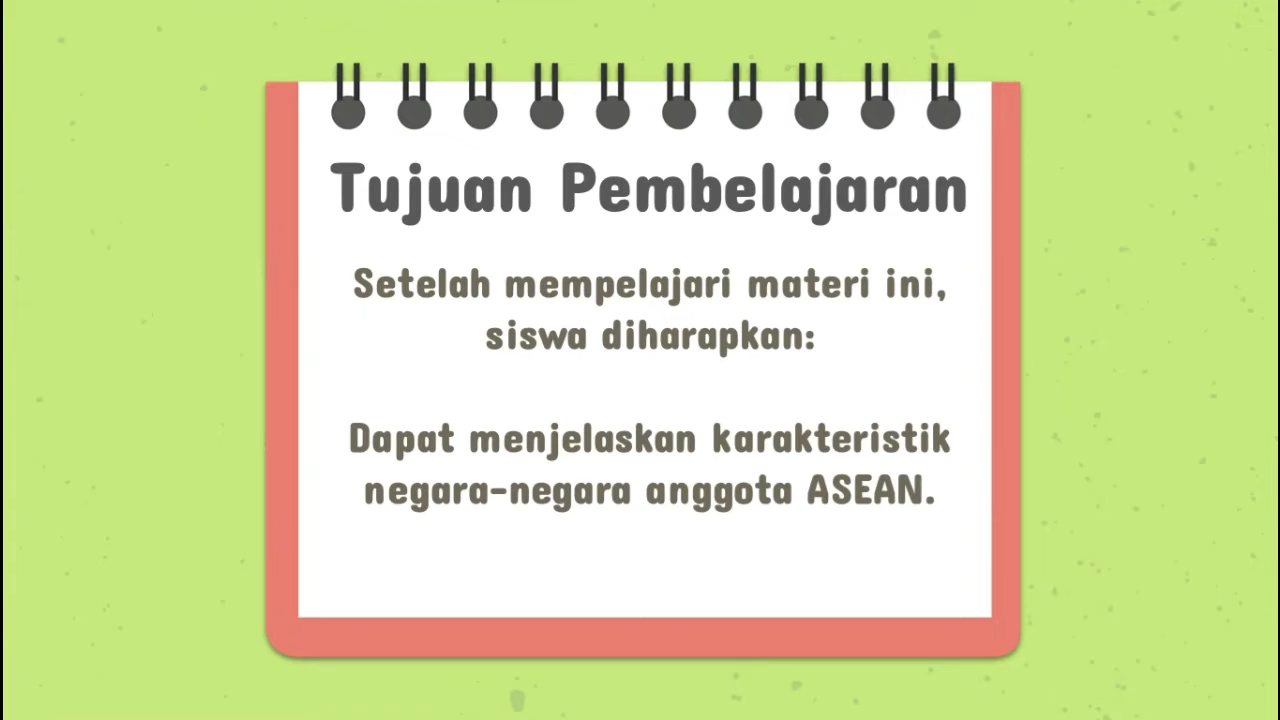 Tujuan Pembelajaran
Setelah mempelajari materi ini,
siswa diharapkan:
Dapat menjelaskan karakteristik
negara-negara anggota ASEAN.